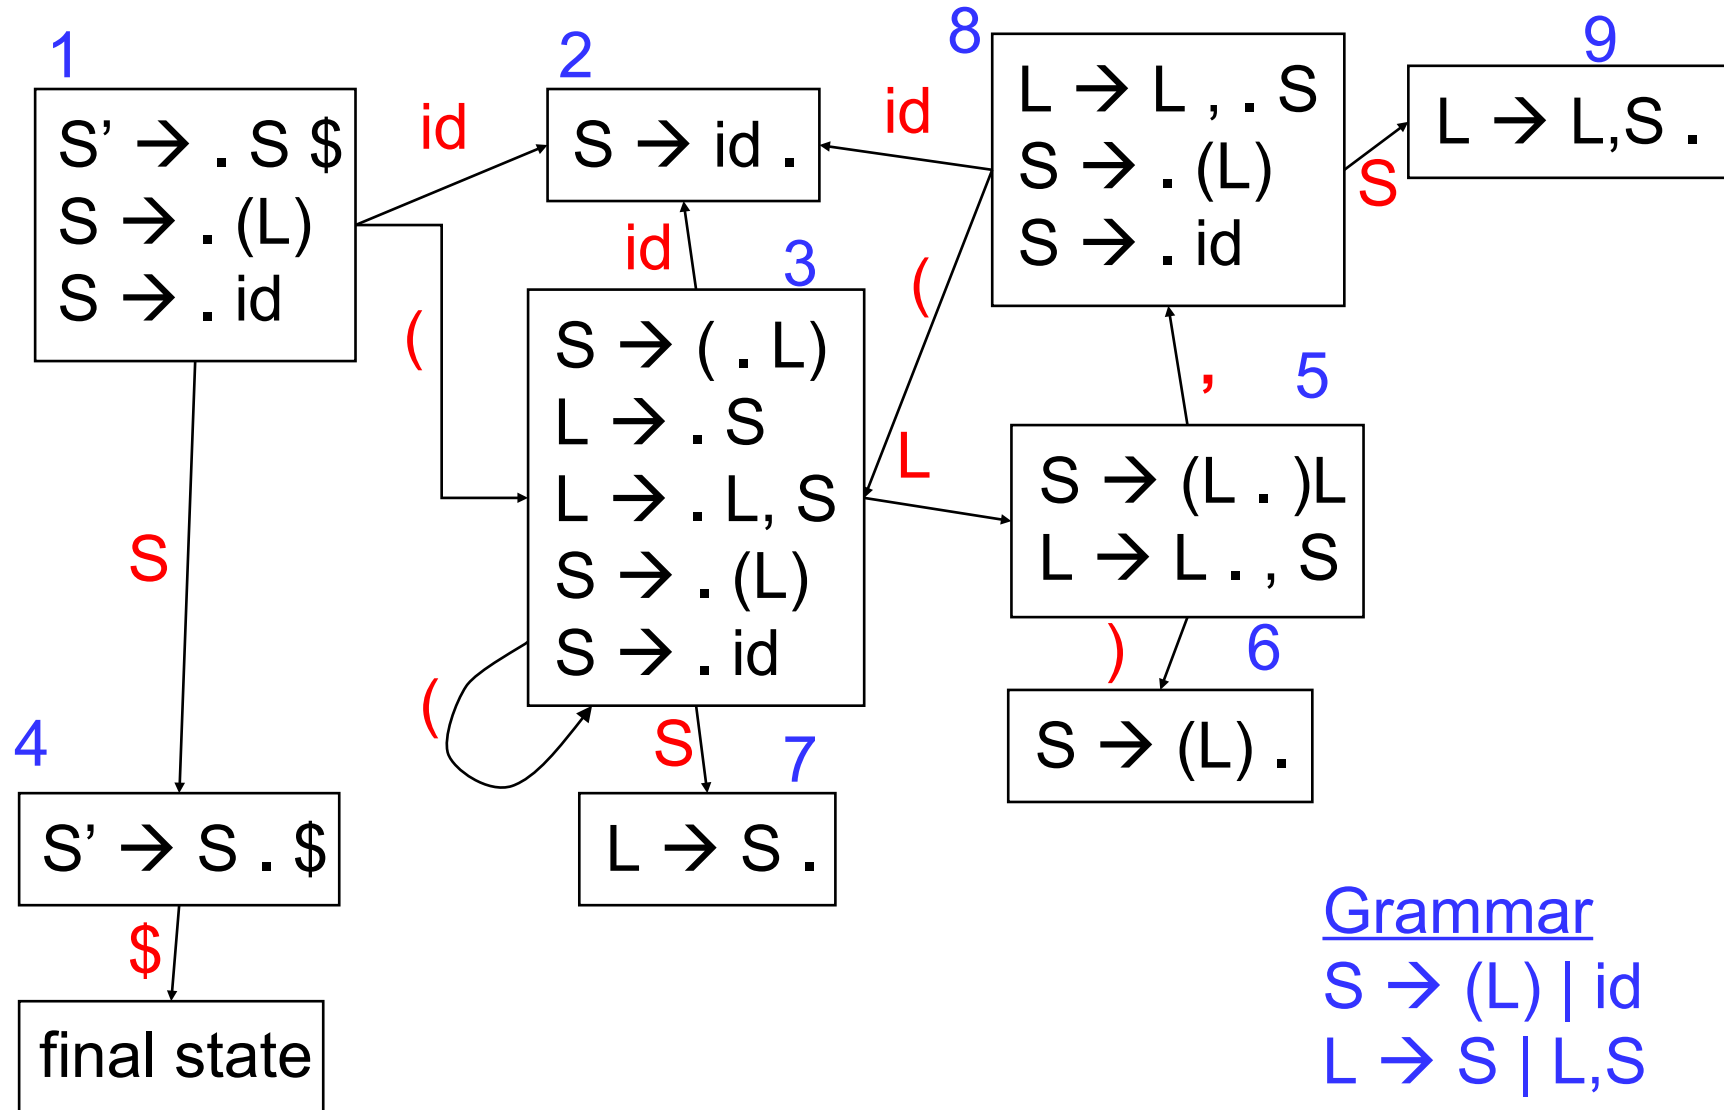 1
S’ → . S $
S → . (L)
S → . id
id
(
S
2
S → id .
id
id
3
S → ( . L)
L → . S
L → . L, S
S → . (L)
S → . id
(
S
(
L
8
L → L , . S
S → . (L)
S → . id
S
9
L → L,S .
,
5
S → (L . )L
L → L . , S
)
6
S → (L) .
4
S’ → S . $
$
final state
7
L → S .
Grammar
S → (L) | id
L → S | L,S